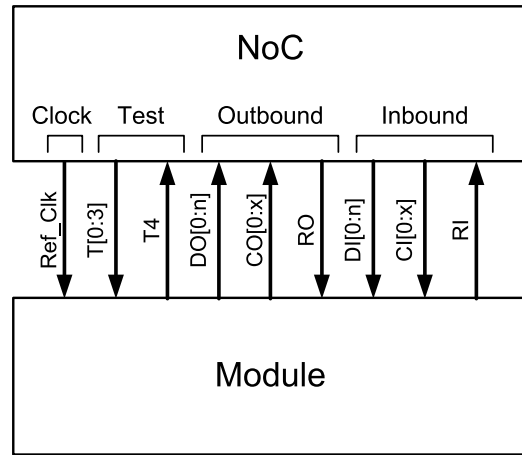 NoC
Clock Test Outbound Inbound
Ref_Clk
T[0:3]
T4
DO[0:n]
CO[0:x]
RO
DI[0:n]
CI[0:x]
RI
Module